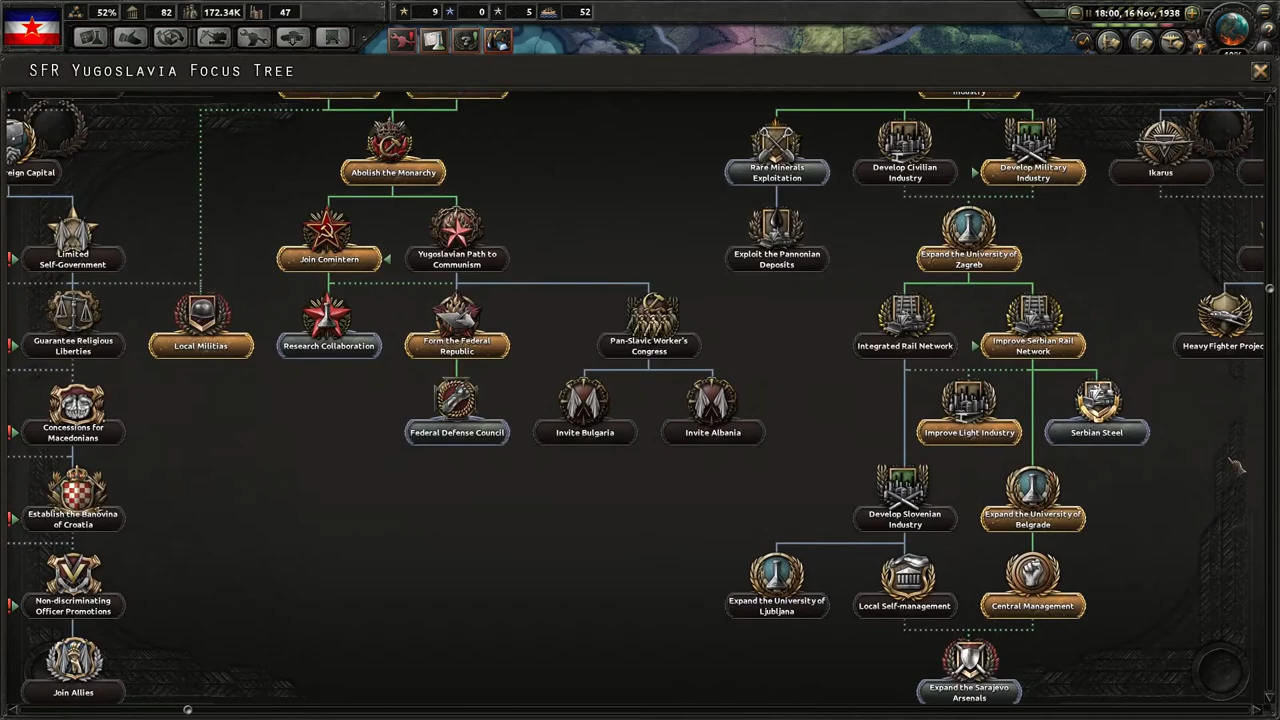 52%
82
172.34K
47
9
0
5
52
18:00, 16 Nov, 1938
SFR Yugoslavia Focus Tree
Industry
Abolish the Monarchy
Rare Minerals
Exploitation
Develop Civilian
Industry
Develop Military
Industry
Ikarus
reign Capital
Limited
Self-Government
Join Comintern
Yugoslavian Path to
Communism
Exploit the Pannonian
Deposits
Expand the University of
Zagreb
Guarantee Religious
Liberties
Local Militias
Research Collaboration
Form the Federal
Republic
Pan-Slavic Worker's
Congress
Integrated Rail Network
Improve Serbian Rail
Network
Heavy Fighter Projec
Concessions for
Macedonians
Federal Defense Council
Invite Bulgaria
Invite Albania
Improve Light Industry
Serbian Steel
Establish the Banovina
of Croatia
Develop Slovenian
Industry
Expand the University of
Belgrade
Non-discriminating
Officer Promotions
Expand the University of
Ljubljana
Local Self-management
Central Management
Join Allies
Expand the Sarajevo
Arsenals